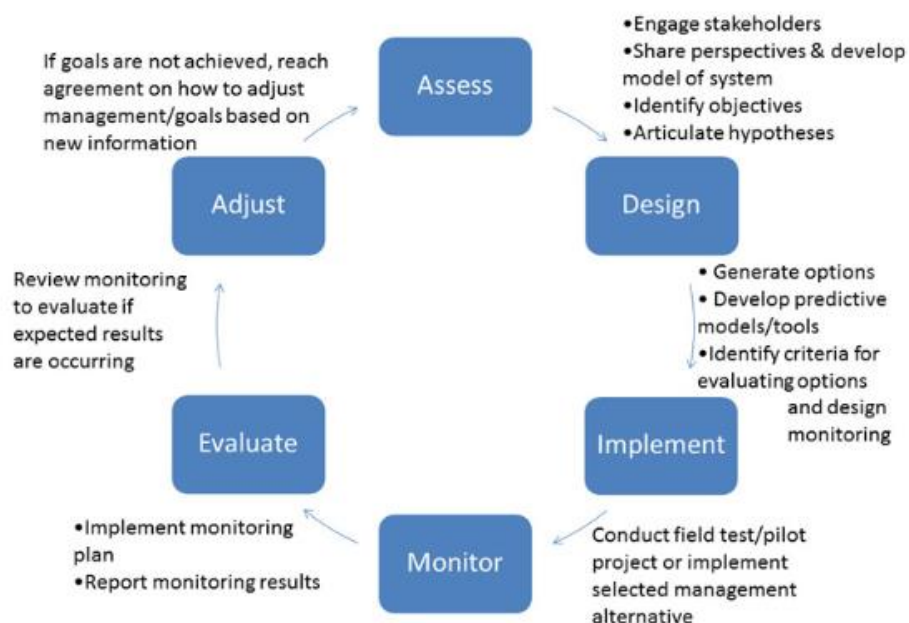 Assess
•Engage stakeholders
•Share perspectives & develop
model of system
•Identify objectives
•Articulate hypotheses
Design
• Generate options
• Develop predictive
models/tools
•Identify criteria for
evaluating options
and design
monitoring
Implement
Conduct field test/pilot
project or implement
selected management
alternative
Monitor
•Implement monitoring
plan
•Report monitoring results
Evaluate
Review monitoring
to evaluate if
expected results
are occurring
Adjust
If goals are not achieved, reach
agreement on how to adjust
management/goals based on
new information